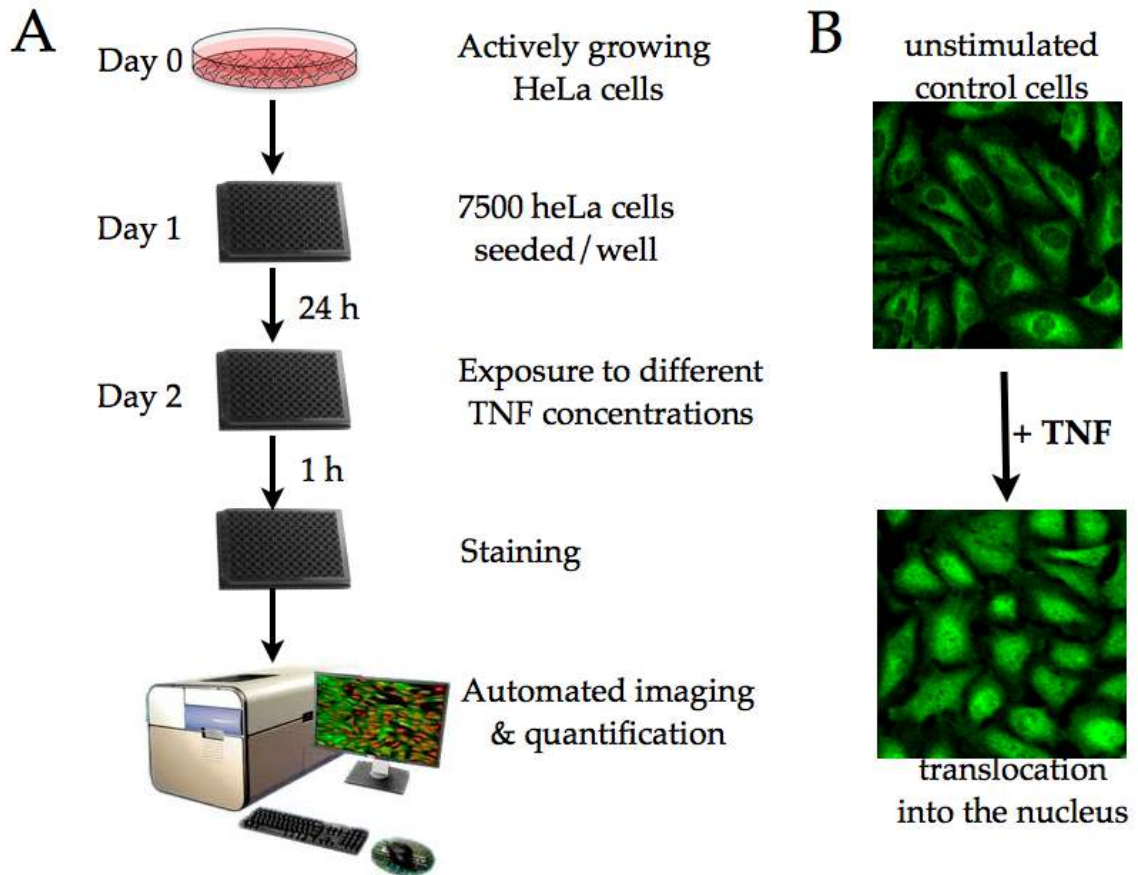 A
Day 0
Actively growing
HeLa cells
Day 1
7500 heLa cells
seeded/well
24 h
Day 2
Exposure to different
TNF concentrations
1 h
Staining
Automated imaging
& quantification
B
unstimulated
control cells
+ TNF
translocation
into the nucleus